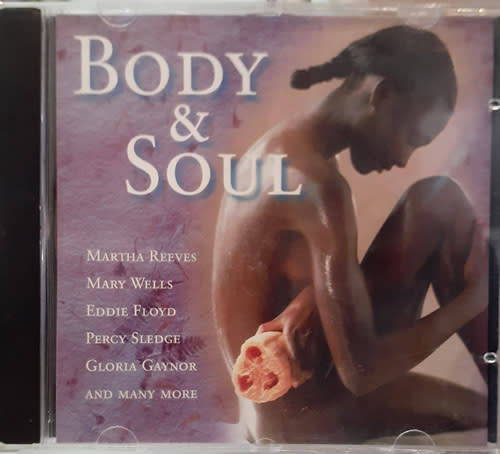 BODY
&
SOUL
MARTHA REEVES
MARY WELLS
EDDIE FLOYD
PERCY SLEDGE
GLORIA GAYNOR
AND MANY MORE